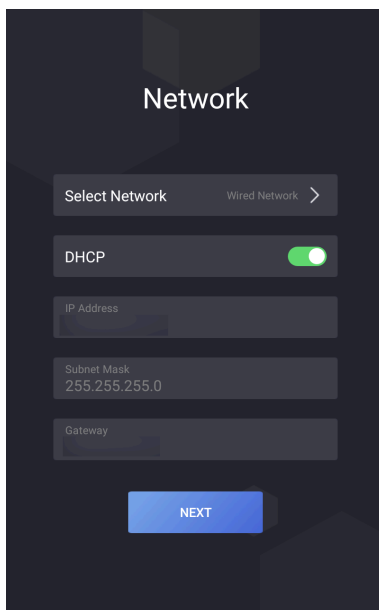 Network
Select Network Wired Network
DHCP
IP Address
Subnet Mask
255.255.255.0
Gateway
NEXT